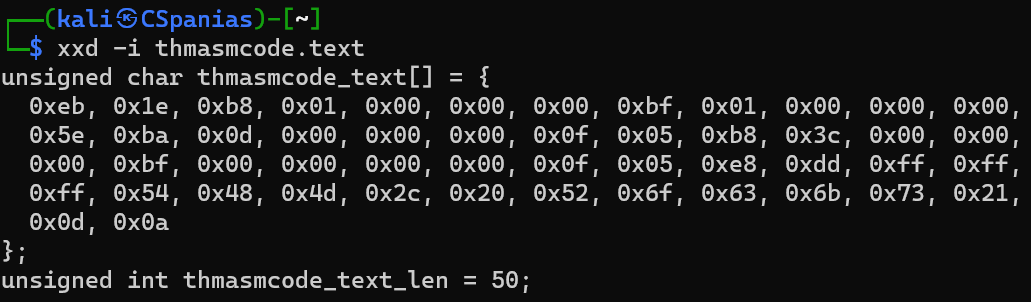 ┌──(kali㉿CSpanias)-[~]
└─$ xxd -i thmasmcode.text
unsigned char thmasmcode_text[] = {
  0xeb, 0x1e, 0xb8, 0x01, 0x00, 0x00, 0x00, 0xbf, 0x01, 0x00, 0x00, 0x00,
  0x5e, 0xba, 0x0d, 0x00, 0x00, 0x00, 0x0f, 0x05, 0xb8, 0x3c, 0x00, 0x00,
  0x00, 0xbf, 0x00, 0x00, 0x00, 0x00, 0x0f, 0x05, 0xe8, 0xdd, 0xff, 0xff,
  0xff, 0x54, 0x48, 0x4d, 0x2c, 0x20, 0x52, 0x6f, 0x63, 0x6b, 0x73, 0x21,
  0x0d, 0x0a
};
unsigned int thmasmcode_text_len = 50;